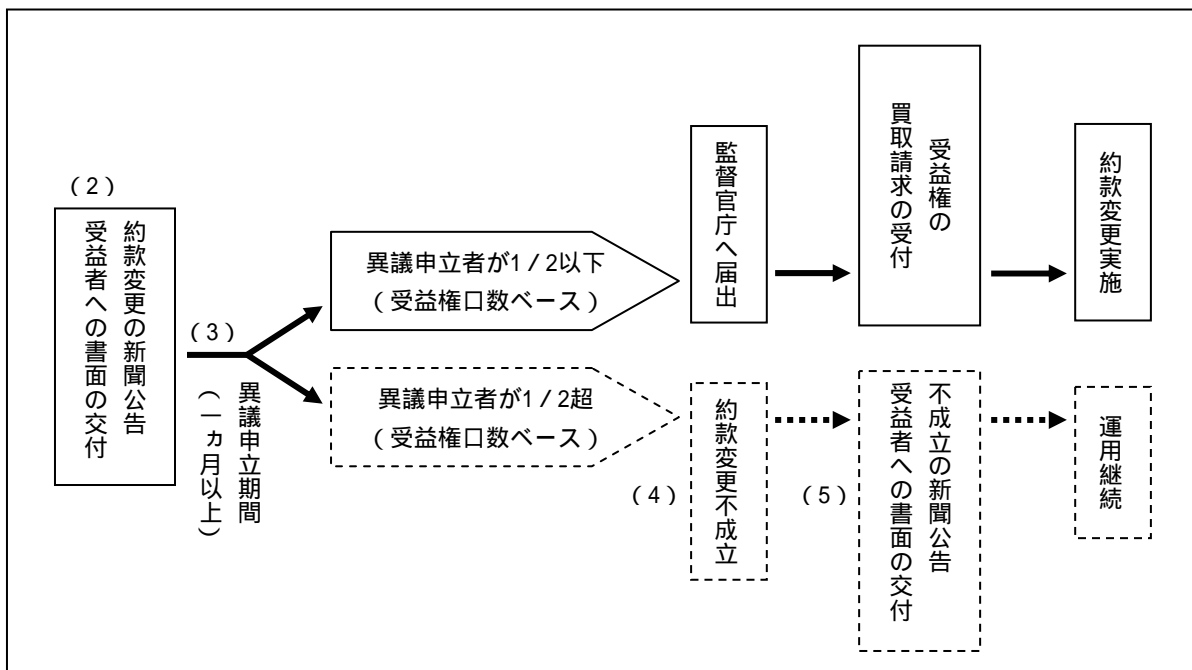 (2)
約款変更の新聞公告
受益者への書面の交付
(3)
異議申立期間
(一ヵ月以上)
異議申立者が1/2以下
(受益権口数ベース)
監督官庁へ届出
受益権の
買取請求の受付
約款変更実施
異議申立者が1/2超
(受益権口数ベース)
(4)
約款変更不成立
(5)
不成立の新聞公告
受益者への書面の交付
運用継続